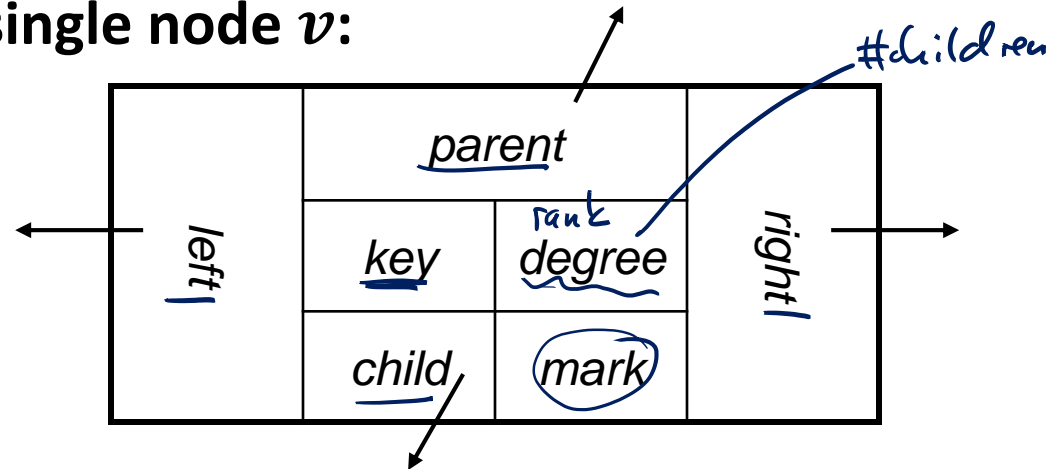 single node v:
#children
parent
rank
left
key
degree
right
child
mark